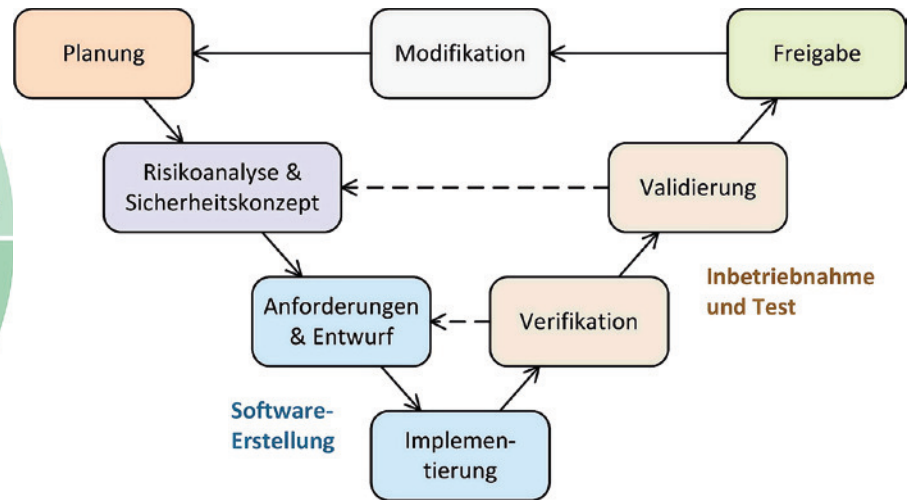 Planung
Modifikation
Freigabe
Risikoanalyse &
Sicherheitskonzept
Validierung
Anforderungen
& Entwurf
Verifikation
Inbetriebnahme
und Test
Software-
Erstellung
Implemen-
tierung